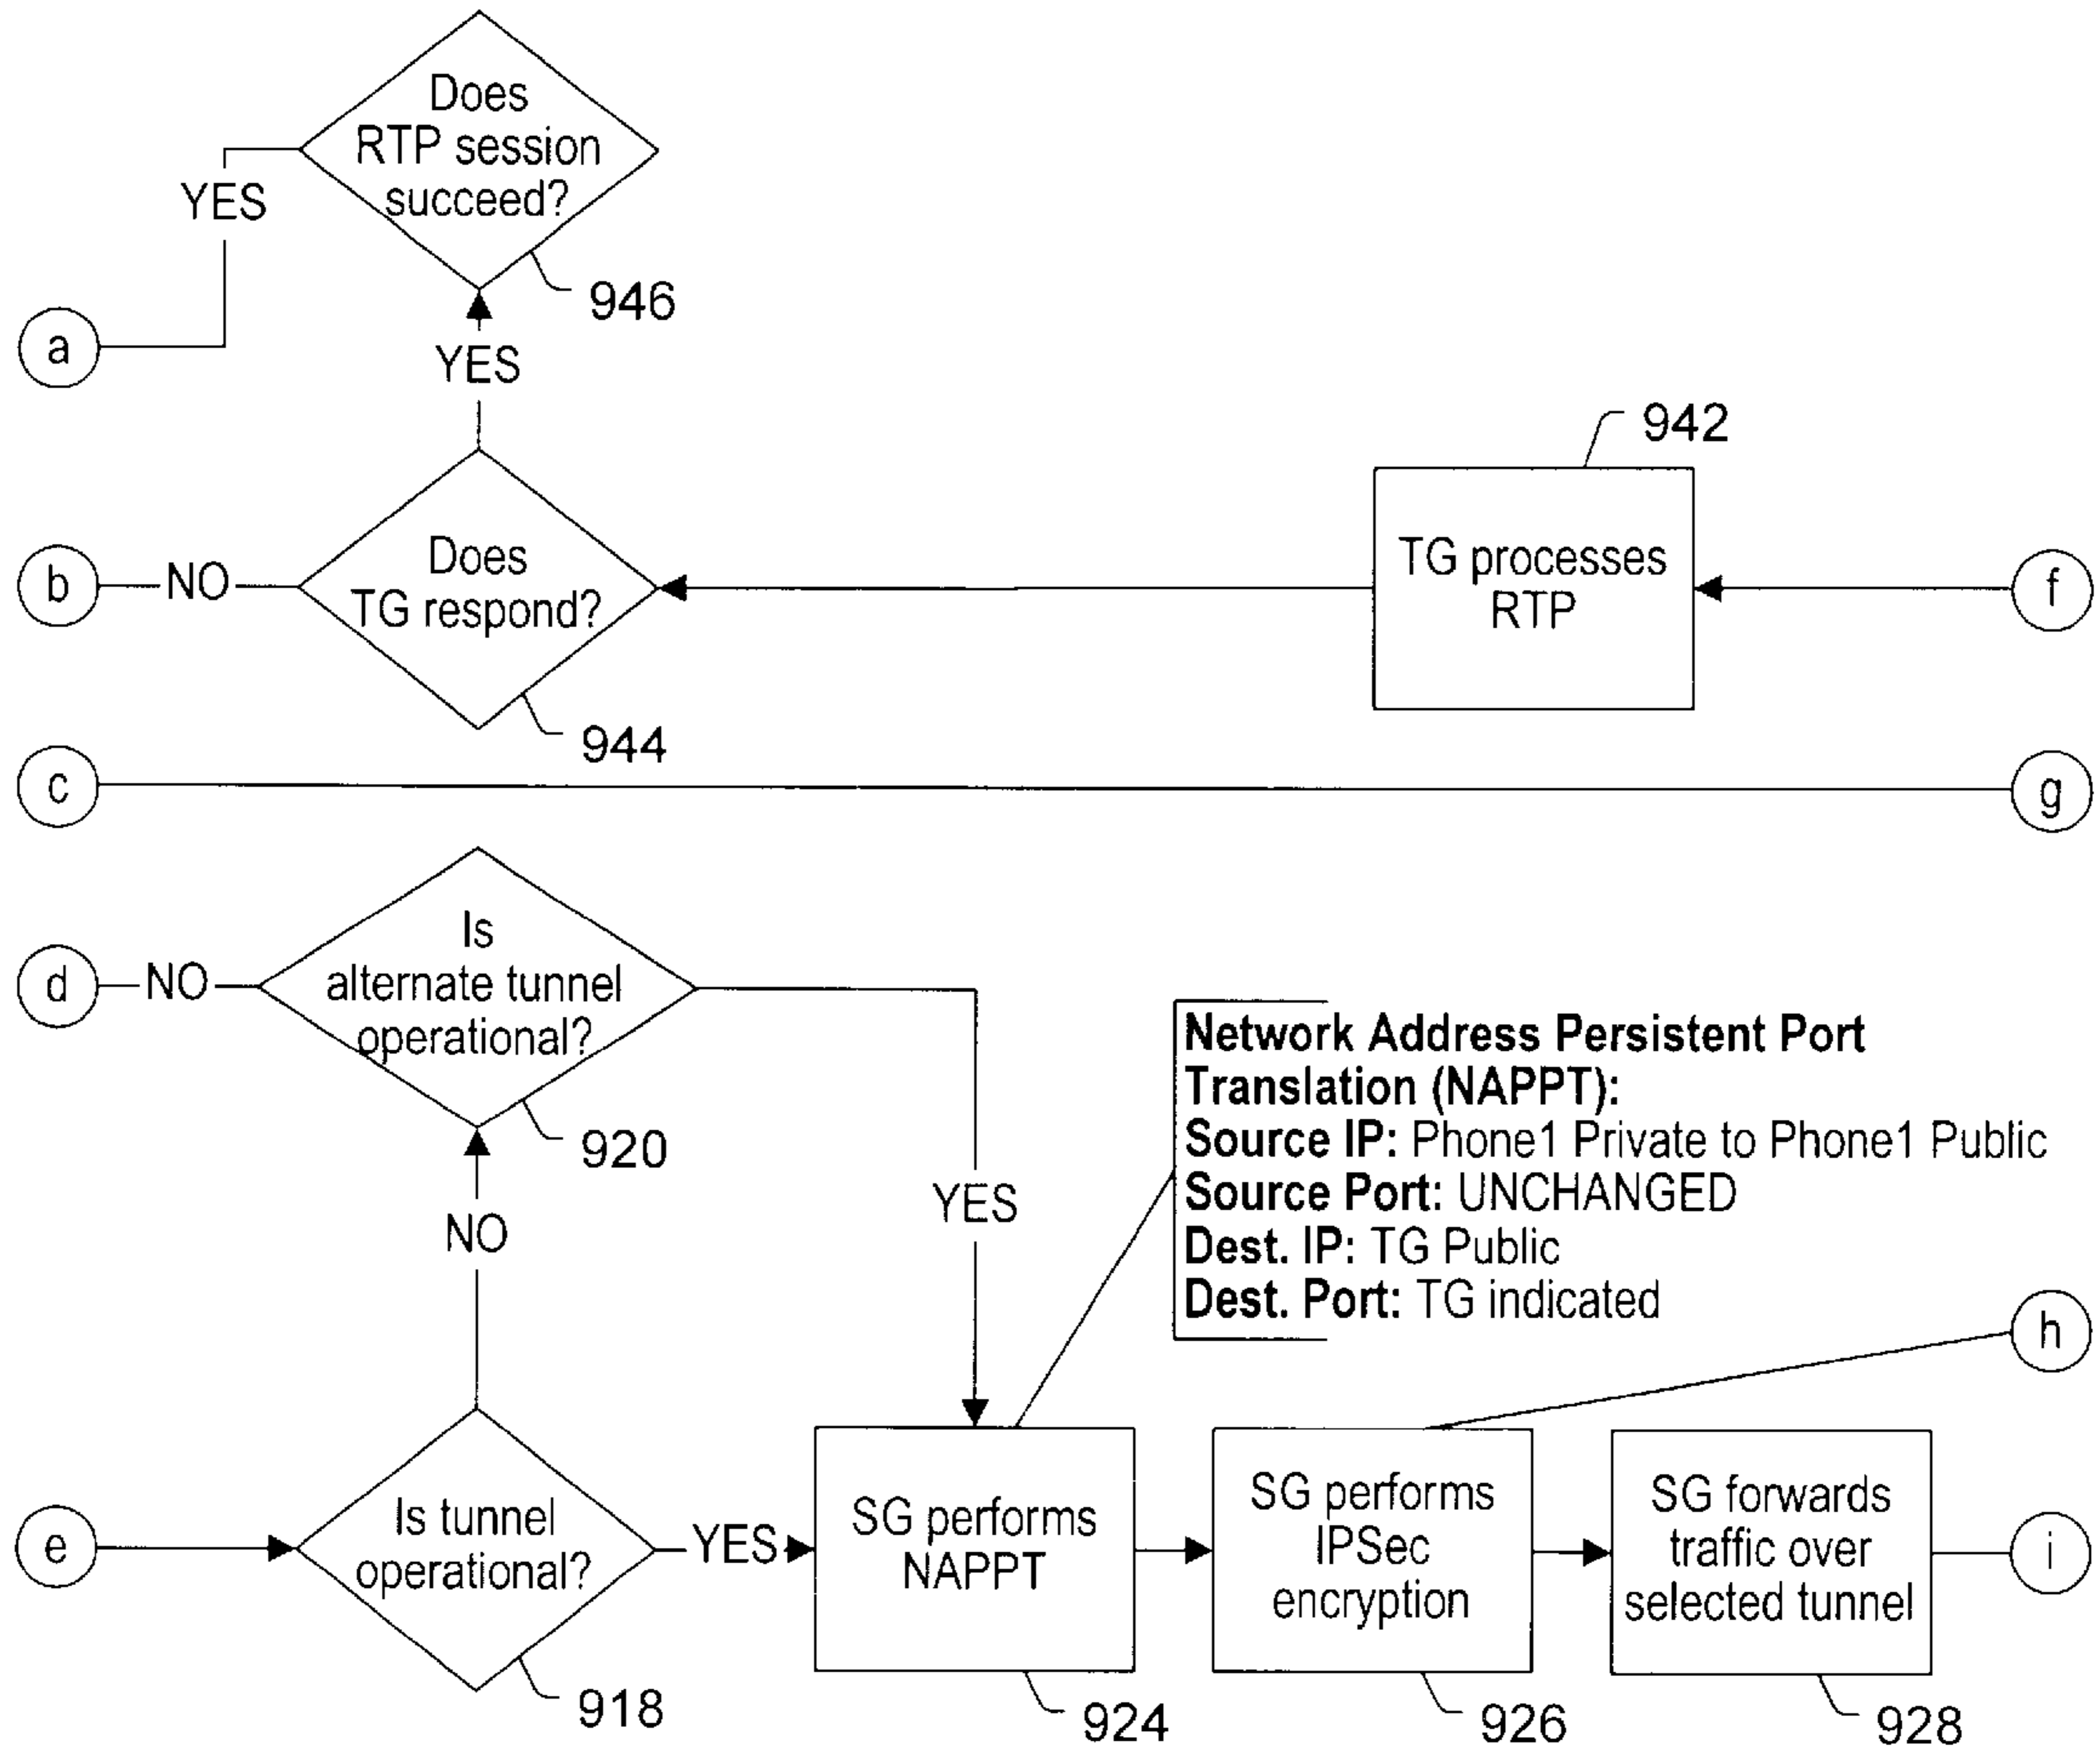 Does
RTP session
succeed?
YES
946
a
YES
942
TG processes
RTP
f
b
NO
Does
TG respond?
944
c
g
Is
alternate tunnel
operational?
d
NO
920
YES
Network Address Persistent Port
Translation (NAPPT):
Source IP: Phone1 Private to Phone1 Public
Source Port: UNCHANGED
Dest. IP: TG Public
Dest. Port: TG indicated
NO
h
e
Is tunnel
operational?
YES
SG performs
NAPPT
SG performs
IPSec
encryption
SG forwards
traffic over
selected tunnel
i
918
924
926
928